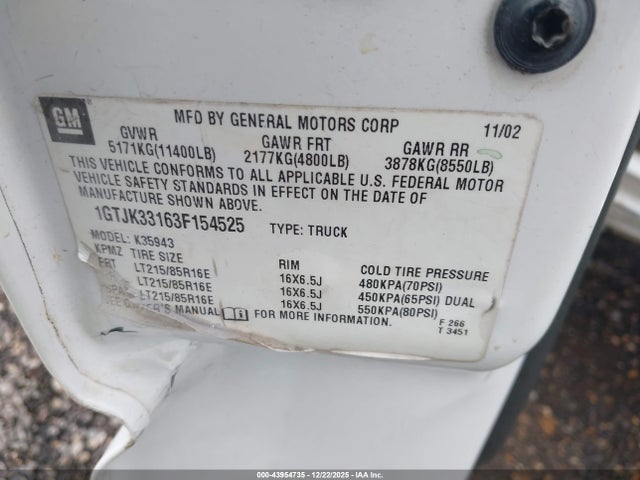 GM
MFD BY GENERAL MOTORS CORP 11/02
GVWR GAWR FRT GAWR RR
5171KG(11400LB) 2177KG(4800LB) 3878KG(8550LB)
THIS VEHICLE CONFORMS TO ALL APPLICABLE U.S. FEDERAL MOTOR
VEHICLE SAFETY STANDARDS IN EFFECT ON THE DATE OF
MANUFACTURE SHOWN ABOVE.
1GTJK33163F154525 TYPE: TRUCK
MODEL: K35943
KPMZ TIRE SIZE RIM COLD TIRE PRESSURE
FRT LT215/85R16E 16X6.5J 480KPA(70PSI)
LT215/85R16E 16X6.5J 450KPA(65PSI) DUAL
LT215/85R16E 16X6.5J 550KPA(80PSI)
SEE OWNER'S MANUAL FOR MORE INFORMATION.
F 266
T 3451
000-43954735 - 12/22/2025 - Copart, Inc.